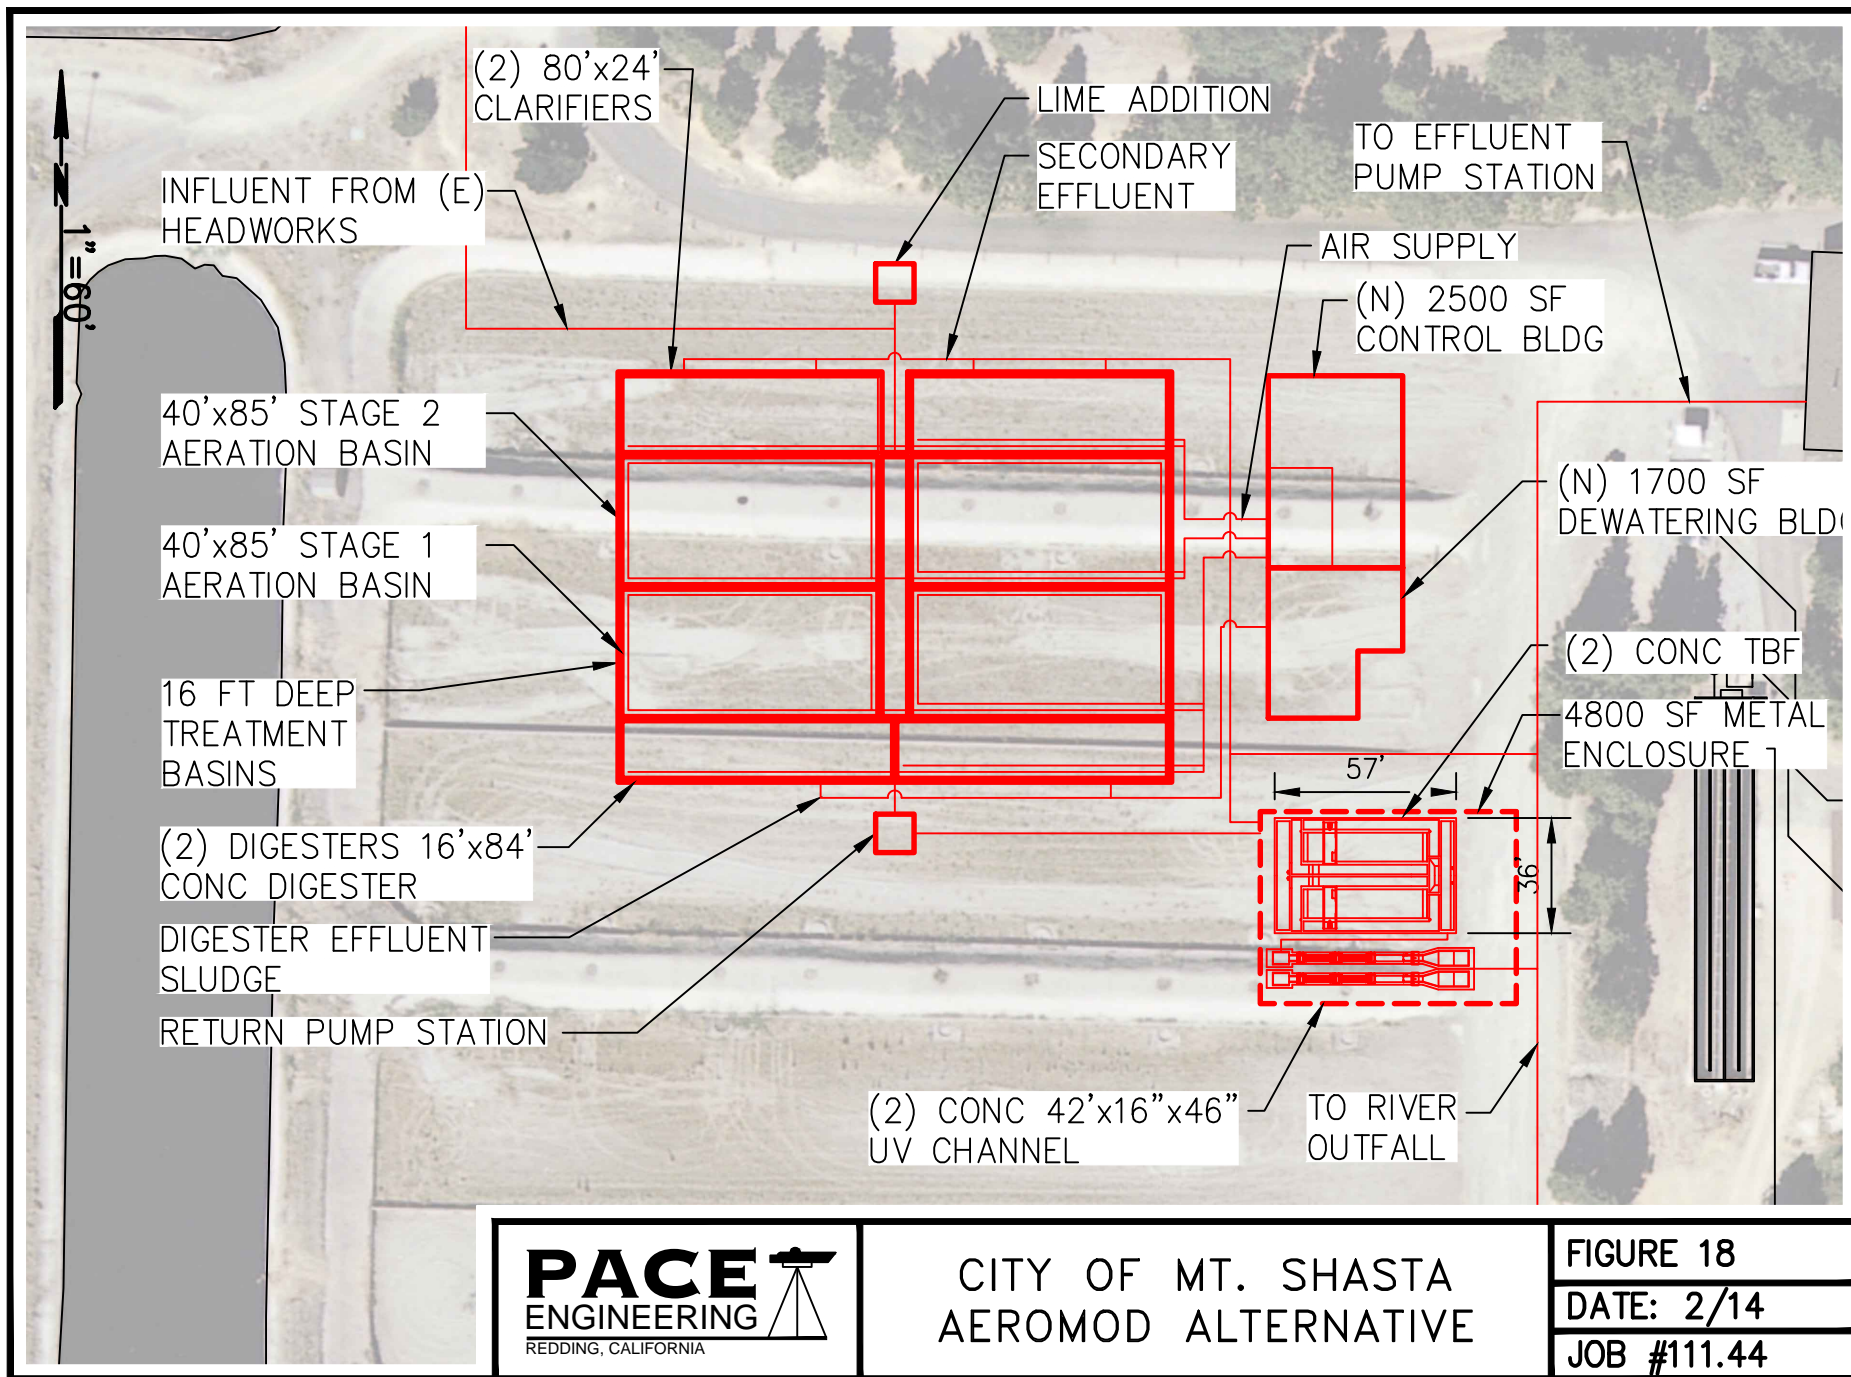 (2) 80'x24'
CLARIFIERS
LIME ADDITION
SECONDARY
EFFLUENT
TO EFFLUENT
PUMP STATION
INFLUENT FROM (E)
HEADWORKS
N
1"=60'
AIR SUPPLY
(N) 2500 SF
CONTROL BLDG
40'x85' STAGE 2
AERATION BASIN
(N) 1700 SF
DEWATERING BLD
40'x85' STAGE 1
AERATION BASIN
(2) CONC TBF
16 FT DEEP
TREATMENT
BASINS
4800 SF METAL
ENCLOSURE
57'
36'
(2) DIGESTERS 16'x84'
CONC DIGESTER
DIGESTER EFFLUENT
SLUDGE
RETURN PUMP STATION
(2) CONC 42'x16"x46"
UV CHANNEL
TO RIVER
OUTFALL
PACE
ENGINEERING
REDDING, CALIFORNIA
CITY OF MT. SHASTA
AEROMOD ALTERNATIVE
FIGURE 18
DATE: 2/14
JOB #111.44